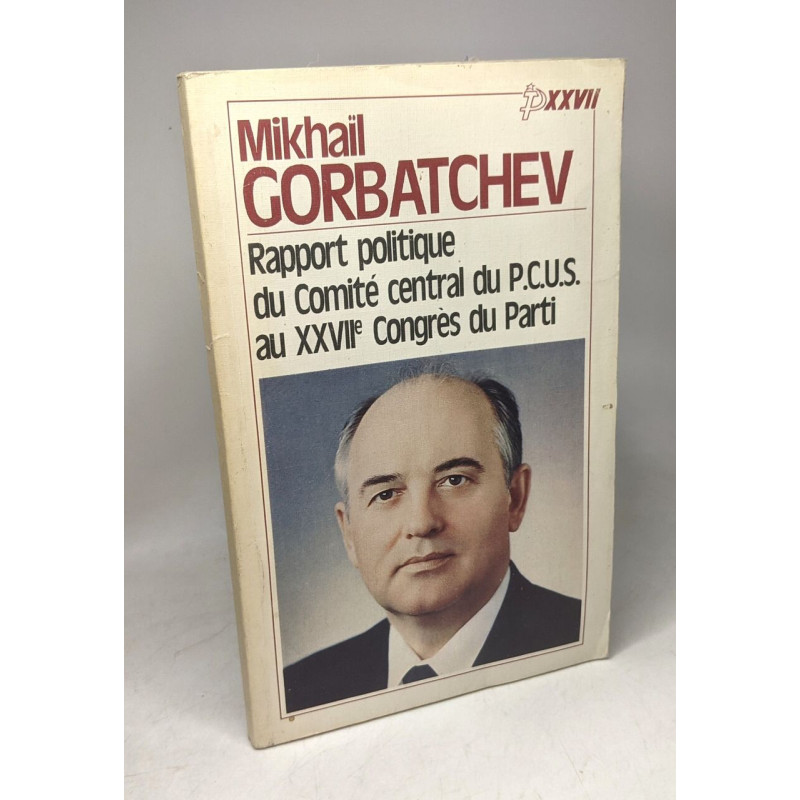 XXVII
Mikhaïl
GORBATCHEV
Rapport politique
du Comité central du P.C.U.S.
au XXVIIe Congrès du Parti